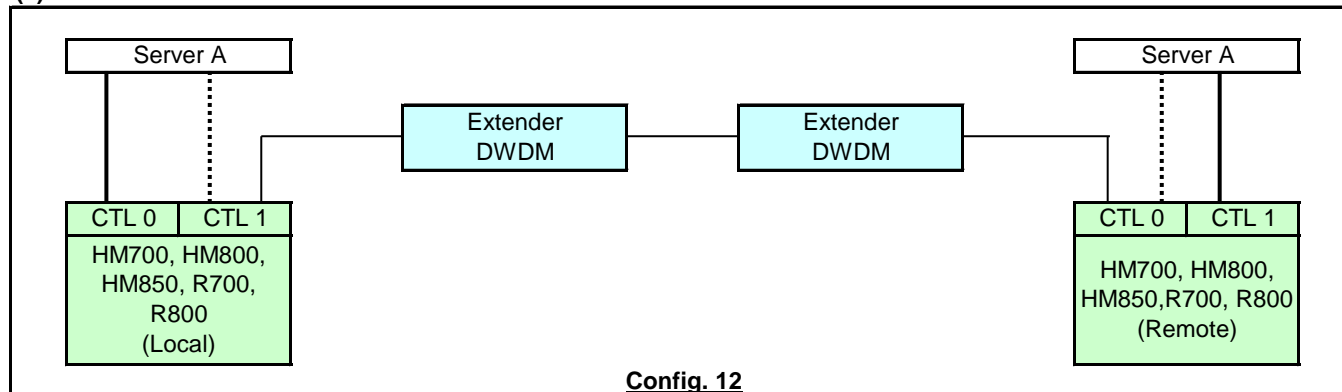 Server A
Server A
Extender
DWDM
Extender
DWDM
CTL 0
CTL 1
CTL 0
CTL 1
HM700, HM800,
HM850, R700,
R800
(Local)
HM700, HM800,
HM850,R700, R800
(Remote)
Config. 12